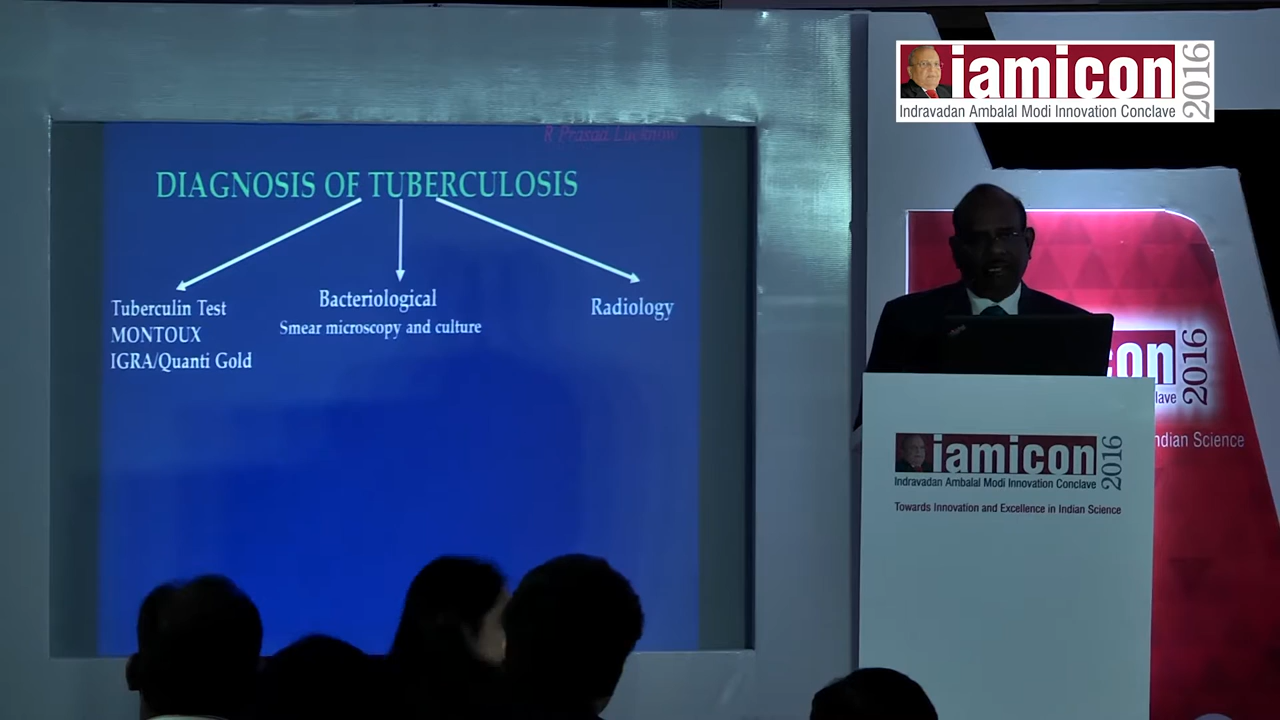 iamicon 2016
Indravadan Ambalal Modi Innovation Conclave
R Prasad Lucknow
DIAGNOSIS OF TUBERCULOSIS
Tuberculin Test
MONTOUX
IGRA/Quanti Gold
Bacteriological
Smear microscopy and culture
Radiology
con 2016
lave
ndian Science
iamicon 2016
Indravadan Ambalal Modi Innovation Conclave
Towards Innovation and Excellence in Indian Science